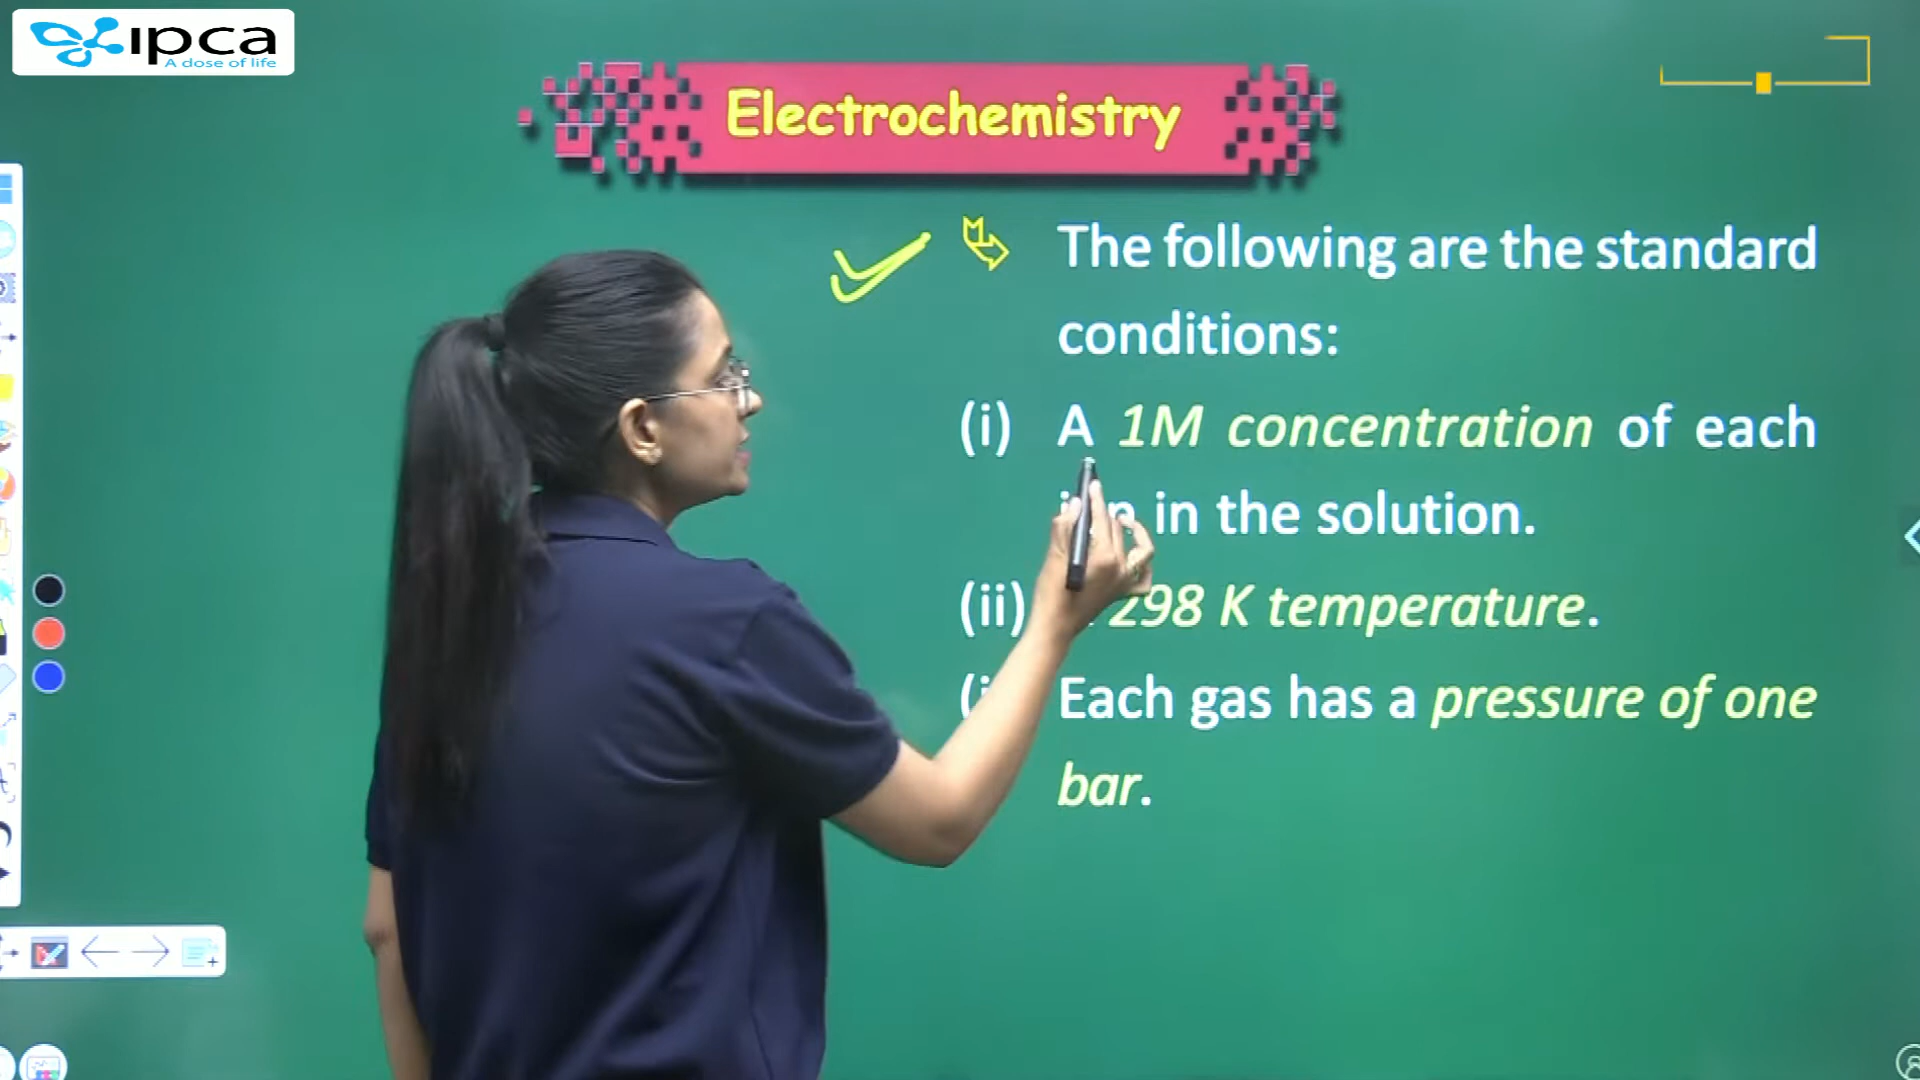 ipca
A dose of life
Electrochemistry
The following are the standard
conditions:
(i) A 1M concentration of each
in the solution.
(ii) 298 K temperature.
Each gas has a pressure of one
bar.